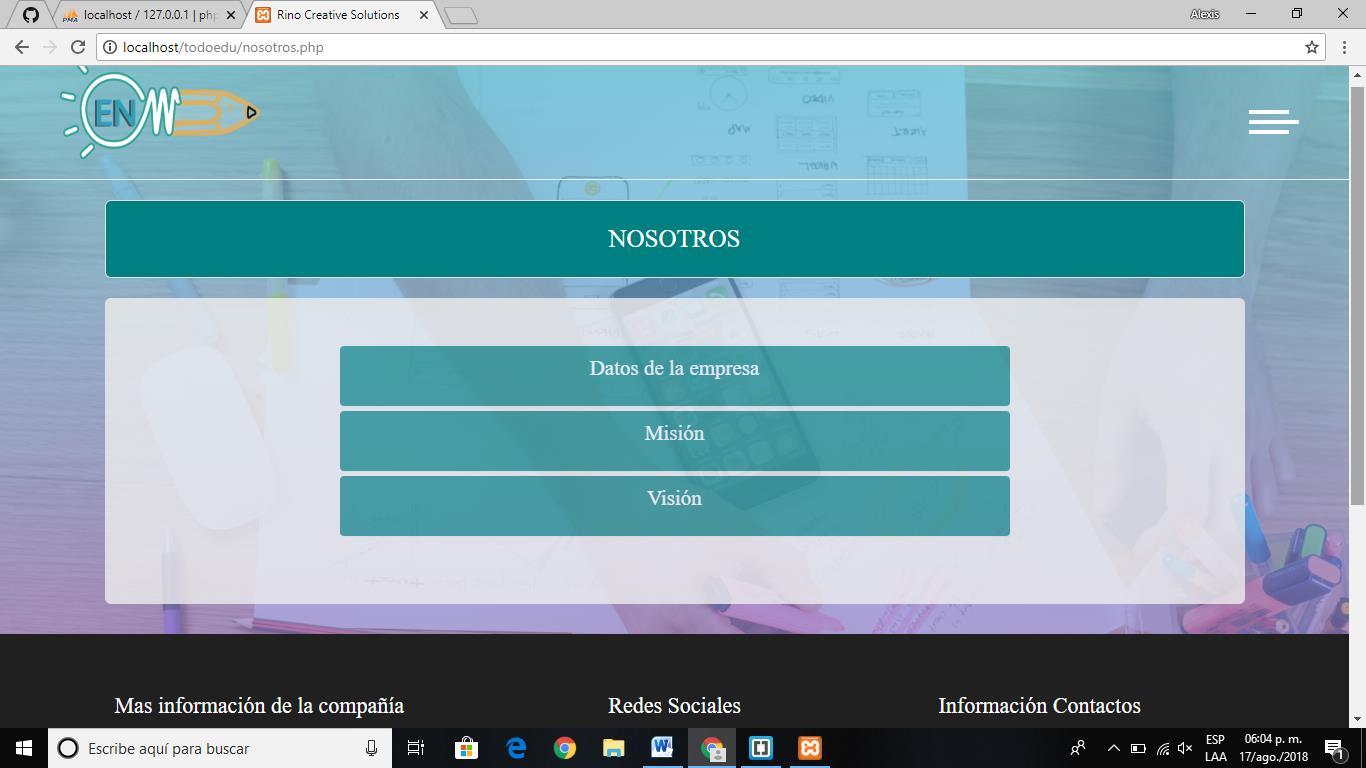 localhost / 127.0.0.1 | php
Rino Creative Solutions
Alexis
localhost/todoedu/nosotros.php
EN
NOSOTROS
Datos de la empresa
Misión
Visión
Mas información de la compañía
Redes Sociales
Información Contactos
Escribe aquí para buscar
ESP
LAA
06:04 p. m.
17/ago./2018
1